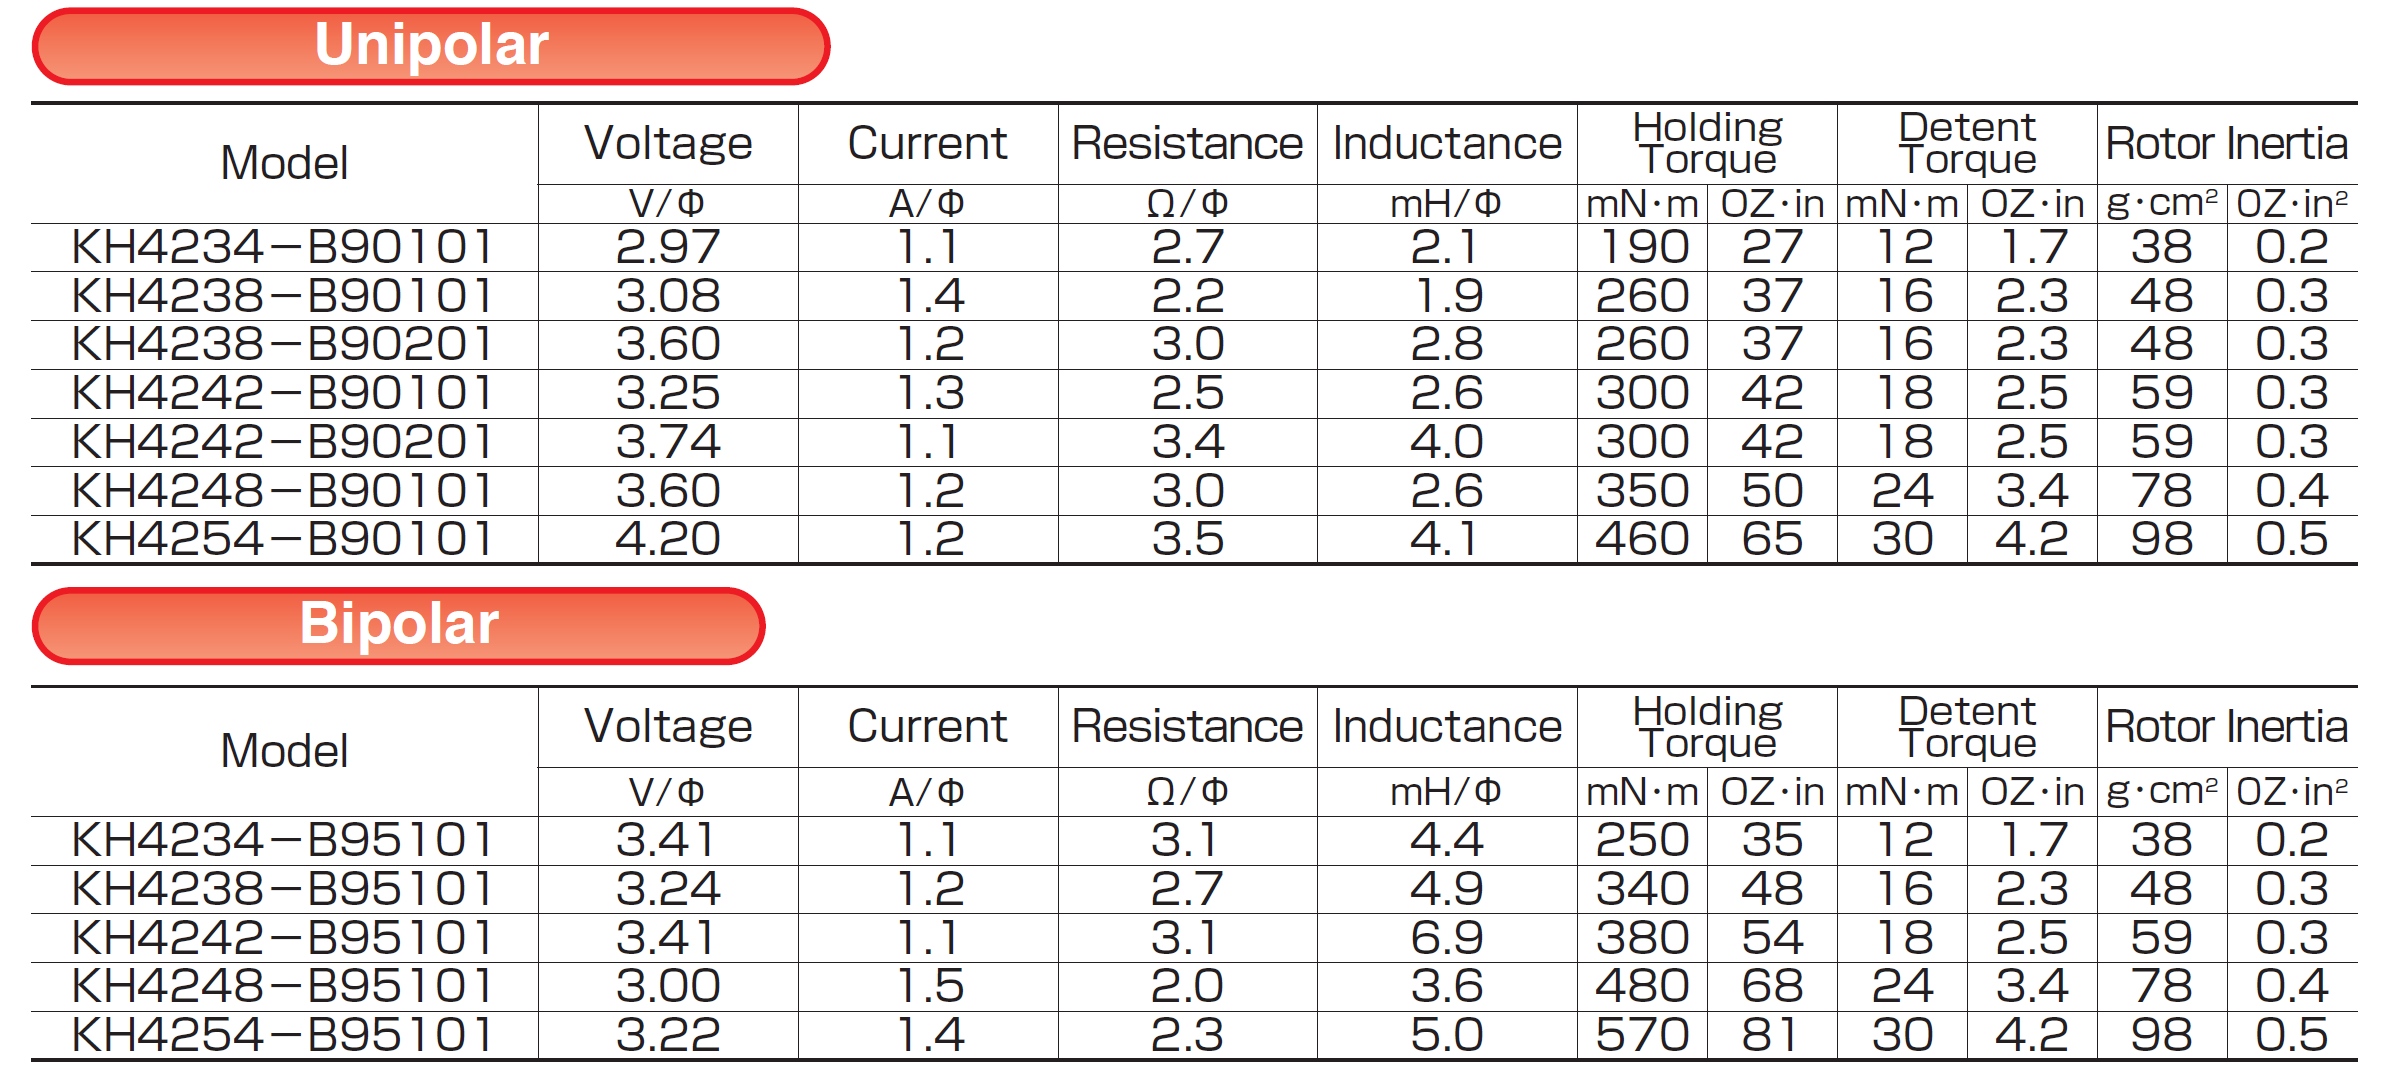 Unipolar
Model Voltage Current Resistance Inductance Holding Torque Detent Torque Rotor Inertia
V/Φ A/Φ Ω/Φ mH/Φ mN·m OZ·in mN·m OZ·in g·cm² OZ·in²
KH4234−B90101 2.97 1.1 2.7 2.1 190 27 12 1.7 38 0.2
KH4238−B90101 3.08 1.4 2.2 1.9 260 37 16 2.3 48 0.3
KH4238−B90201 3.60 1.2 3.0 2.8 260 37 16 2.3 48 0.3
KH4242−B90101 3.25 1.3 2.5 2.6 300 42 18 2.5 59 0.3
KH4242−B90201 3.74 1.1 3.4 4.0 300 42 18 2.5 59 0.3
KH4248−B90101 3.60 1.2 3.0 2.6 350 50 24 3.4 78 0.4
KH4254−B90101 4.20 1.2 3.5 4.1 460 65 30 4.2 98 0.5
Bipolar
Model Voltage Current Resistance Inductance Holding Torque Detent Torque Rotor Inertia
V/Φ A/Φ Ω/Φ mH/Φ mN·m OZ·in mN·m OZ·in g·cm² OZ·in²
KH4234−B95101 3.41 1.1 3.1 4.4 250 35 12 1.7 38 0.2
KH4238−B95101 3.24 1.2 2.7 4.9 340 48 16 2.3 48 0.3
KH4242−B95101 3.41 1.1 3.1 6.9 380 54 18 2.5 59 0.3
KH4248−B95101 3.00 1.5 2.0 3.6 480 68 24 3.4 78 0.4
KH4254−B95101 3.22 1.4 2.3 5.0 570 81 30 4.2 98 0.5